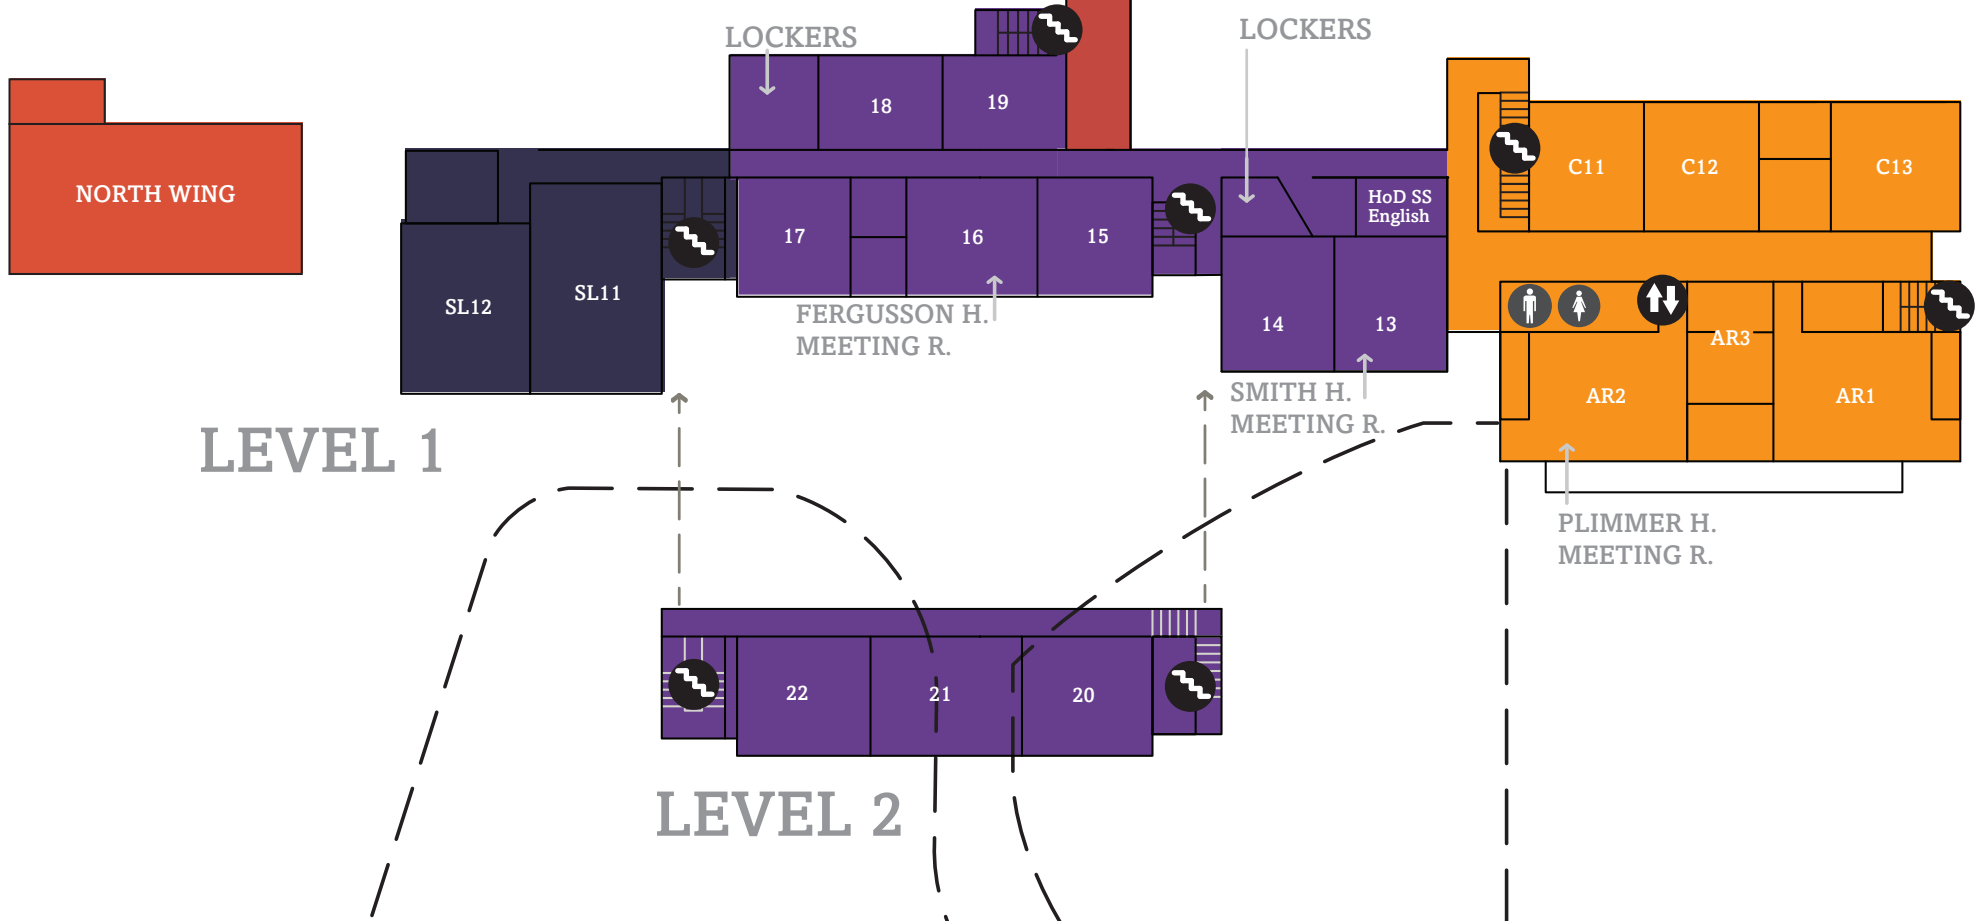 LOCKERS
LOCKERS
18
19
NORTH WING
C11
C12
C13
HoD SS
English
17
16
15
SL12
SL11
FERGUSSON H.
MEETING R.
14
13
AR3
AR2
AR1
SMITH H.
MEETING R.
LEVEL 1
PLIMMER H.
MEETING R.
22
21
20
LEVEL 2